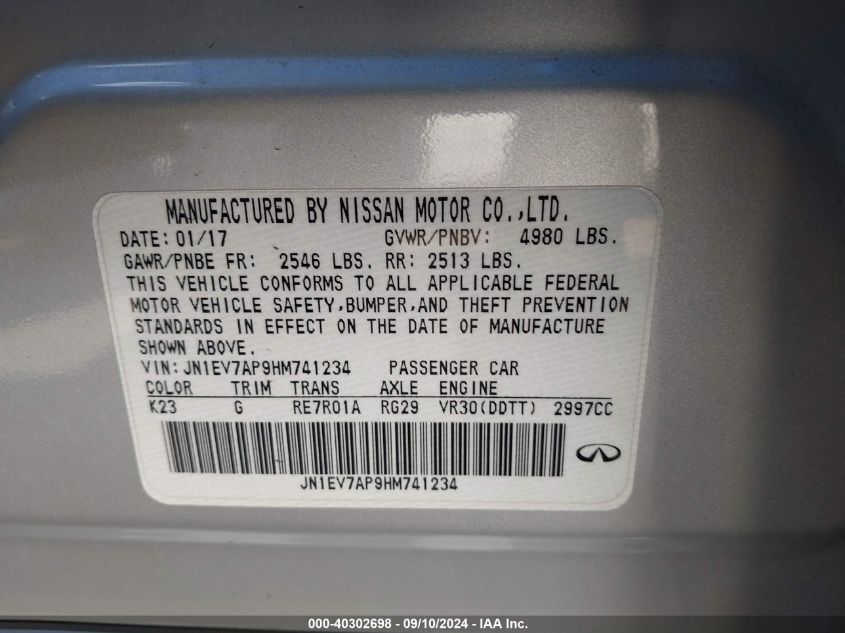 MANUFACTURED BY NISSAN MOTOR CO.,LTD.
DATE: 01/17 GVWR/PNBV: 4980 LBS.
GAWR/PNBE FR: 2546 LBS. RR: 2513 LBS.
THIS VEHICLE CONFORMS TO ALL APPLICABLE FEDERAL
MOTOR VEHICLE SAFETY,BUMPER,AND THEFT PREVENTION
STANDARDS IN EFFECT ON THE DATE OF MANUFACTURE
SHOWN ABOVE.
VIN:JN1EV7AP9HM741234 PASSENGER CAR
COLOR TRIM TRANS AXLE ENGINE
K23 G RE7R01A RG29 VR30(DDTT) 2997CC
JN1EV7AP9HM741234
000-40302698 - 09/10/2024 - IAA Inc.